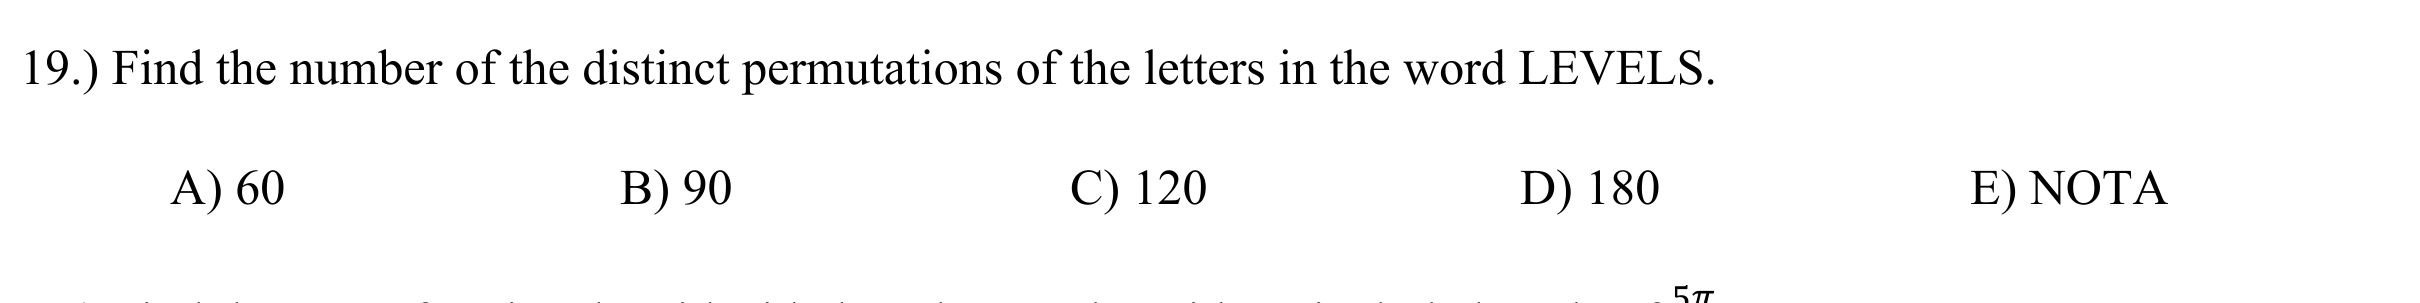 19.) Find the number of the distinct permutations of the letters in the word LEVELS.
A) 60 B) 90 C) 120 D) 180 E) NOTA
5π